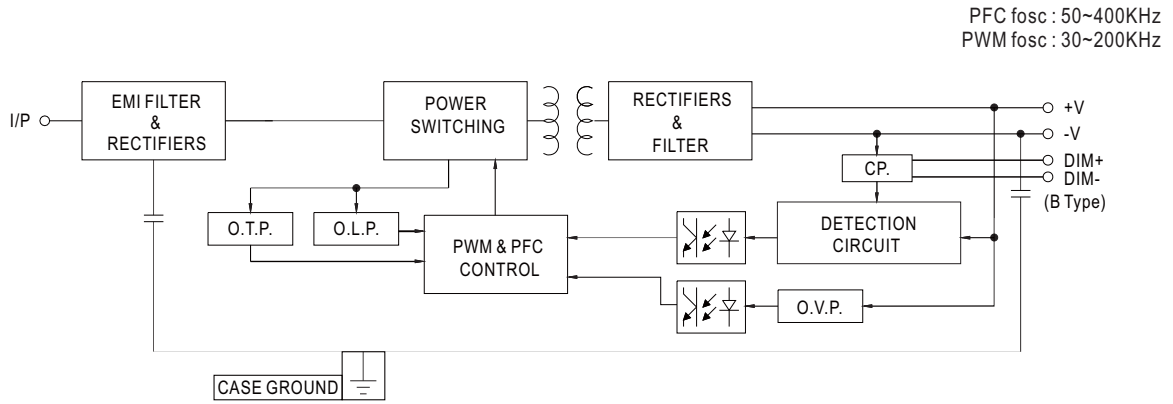 PFC fosc : 50~400KHz
PWM fosc : 30~200KHz
I/P
EMI FILTER
&
RECTIFIERS
POWER
SWITCHING
RECTIFIERS
&
FILTER
+V
-V
CP.
DIM+
DIM-
(B Type)
O.T.P.
O.L.P.
PWM & PFC
CONTROL
DETECTION
CIRCUIT
O.V.P.
CASE GROUND